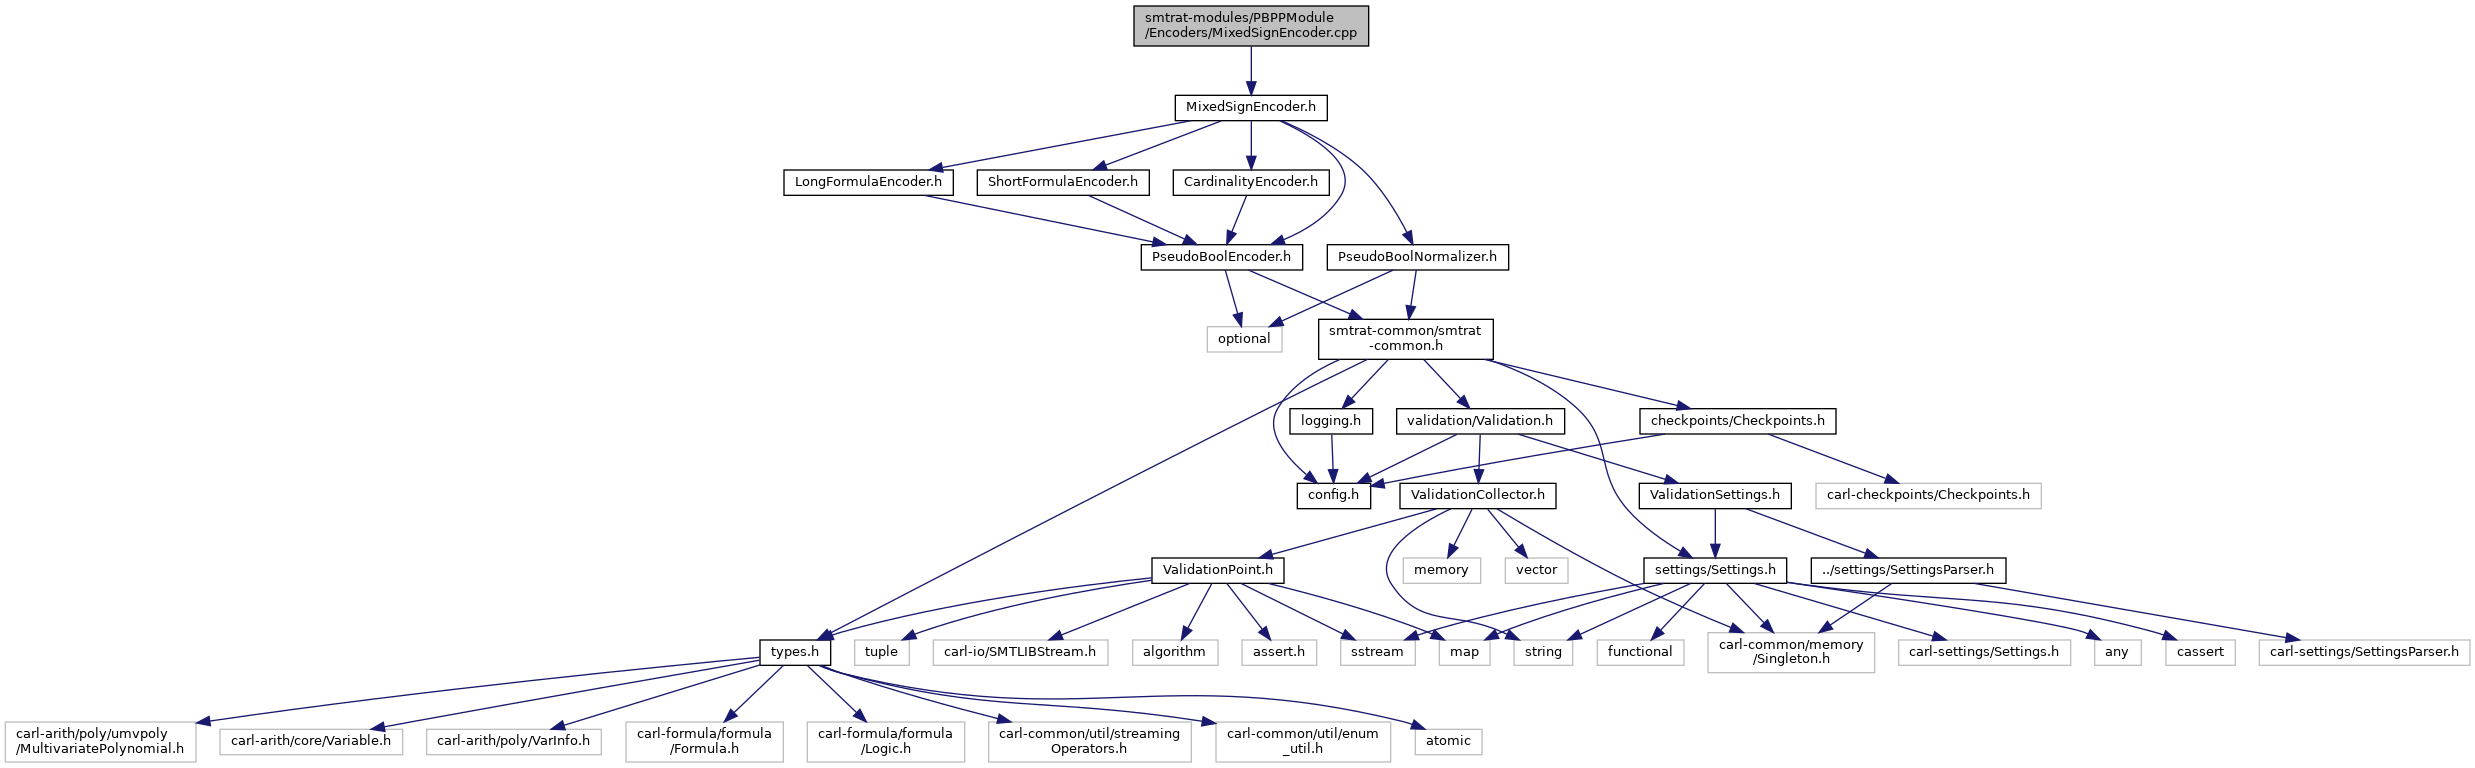 smtrat-modules/PBPPModule
/Encoders/MixedSignEncoder.cpp
MixedSignEncoder.h
LongFormulaEncoder.h
ShortFormulaEncoder.h
CardinalityEncoder.h
PseudoBoolEncoder.h
PseudoBoolNormalizer.h
optional
smtrat-common/smtrat
-common.h
logging.h
validation/Validation.h
checkpoints/Checkpoints.h
config.h
ValidationCollector.h
ValidationSettings.h
carl-checkpoints/Checkpoints.h
ValidationPoint.h
memory
vector
settings/Settings.h
../settings/SettingsParser.h
types.h
tuple
carl-io/SMTLIBStream.h
algorithm
assert.h
sstream
map
string
functional
carl-common/memory
/Singleton.h
carl-settings/Settings.h
any
cassert
carl-settings/SettingsParser.h
carl-arith/poly/umvpoly
/MultivariatePolynomial.h
carl-arith/core/Variable.h
carl-arith/poly/VarInfo.h
carl-formula/formula
/Formula.h
carl-formula/formula
/Logic.h
carl-common/util/streaming
Operators.h
carl-common/util/enum
_util.h
atomic